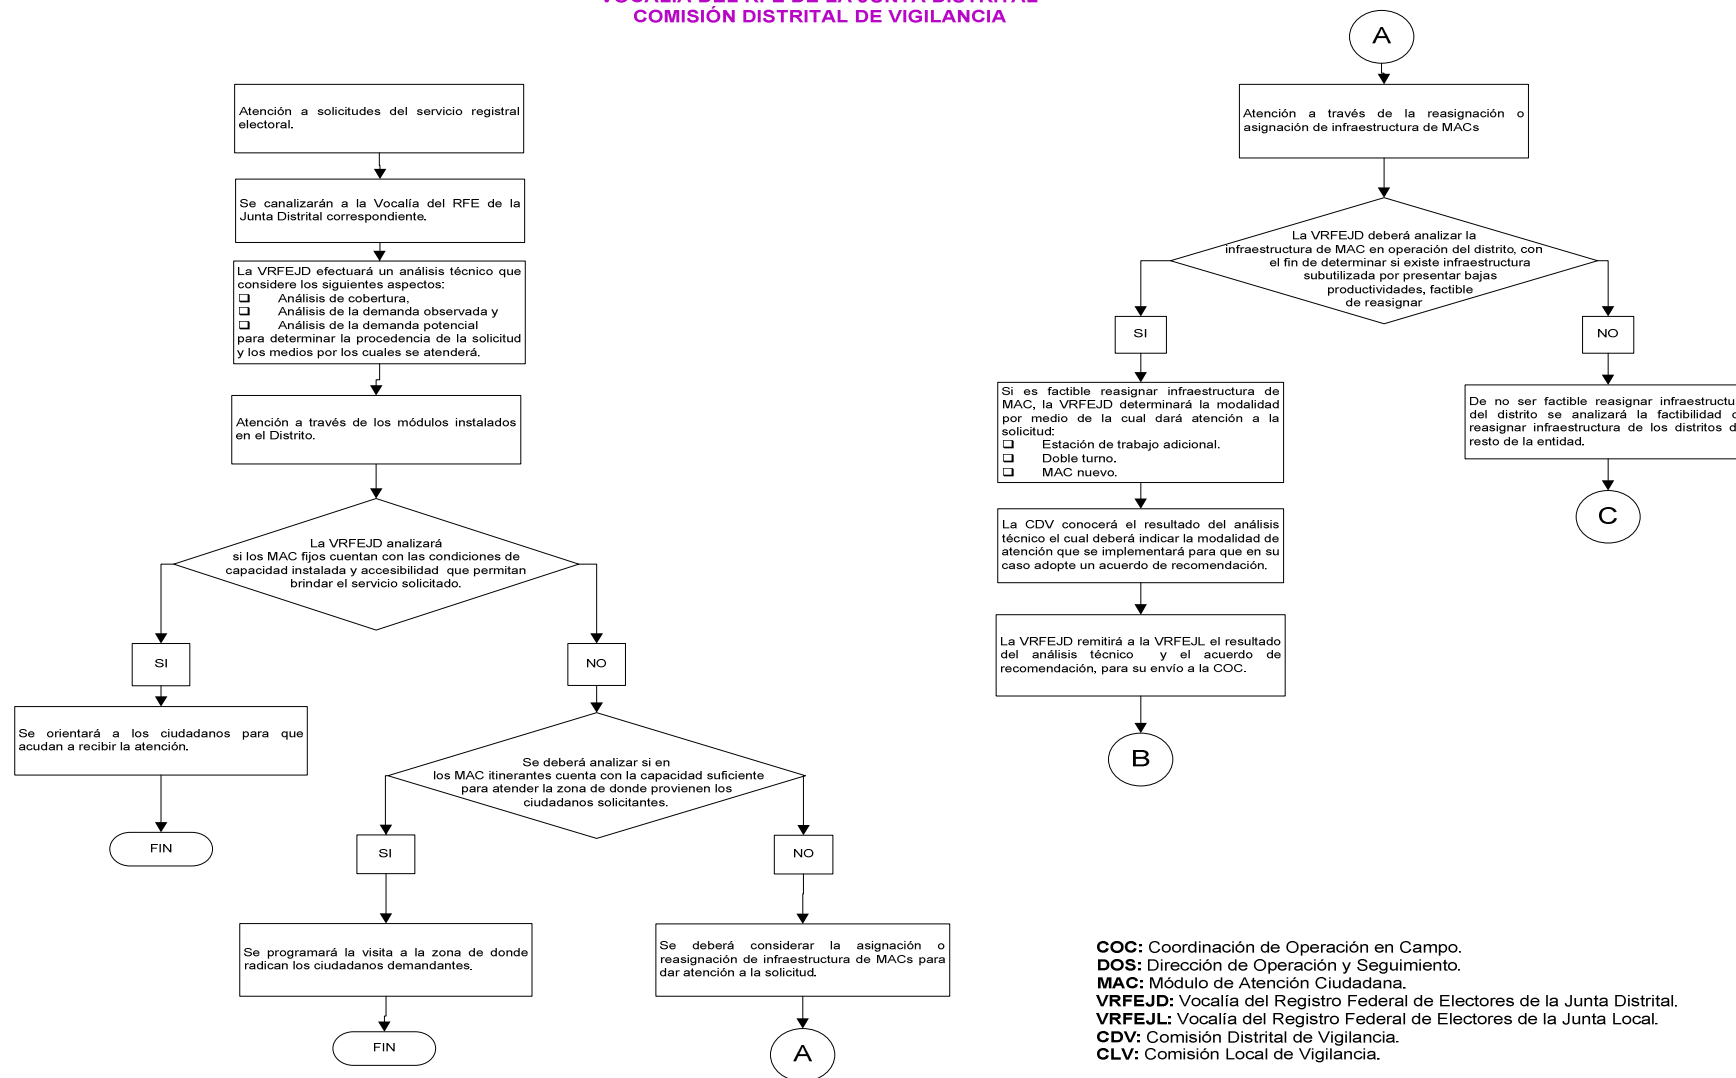 VOCALÍA DEL RFE DE LA JUNTA DISTRITAL
COMISIÓN DISTRITAL DE VIGILANCIA
Atención a solicitudes del servicio registral
electoral.
Se canalizarán a la Vocalía del RFE de la
Junta Distrital correspondiente.
La VRFEJD efectuará un análisis técnico que
considere los siguientes aspectos:
❑ Análisis de cobertura,
❑ Análisis de la demanda observada y
❑ Análisis de la demanda potencial
para determinar la procedencia de la solicitud
y los medios por los cuales se atenderá.
Atención a través de los módulos instalados
en el Distrito.
La VRFEJD analizará
si los MAC fijos cuentan con las condiciones de
capacidad instalada y accesibilidad que permitan
brindar el servicio solicitado.
SI
NO
Se orientará a los ciudadanos para que
acudan a recibir la atención.
FIN
Se deberá analizar si en
los MAC itinerantes cuenta con la capacidad suficiente
para atender la zona de donde provienen los
ciudadanos solicitantes.
SI
NO
Se programará la visita a la zona de donde
radican los ciudadanos demandantes.
FIN
Se deberá considerar la asignación o
reasignación de infraestructura de MACs para
dar atención a la solicitud.
A
A
Atención a través de la reasignación o
asignación de infraestructura de MACs
La VRFEJD deberá analizar la
infraestructura de MAC en operación del distrito, con
el fin de determinar si existe infraestructura
subutilizada por presentar bajas
productividades, factible
de reasignar
SI
NO
Si es factible reasignar infraestructura de
MAC, la VRFEJD determinará la modalidad
por medio de la cual dará atención a la
solicitud:
❑ Estación de trabajo adicional.
❑ Doble turno.
❑ MAC nuevo.
La CDV conocerá el resultado del análisis
técnico el cual deberá indicar la modalidad de
atención que se implementará para que en su
caso adopte un acuerdo de recomendación.
La VRFEJD remitirá a la VRFEJL el resultado
del análisis técnico y el acuerdo de
recomendación, para su envío a la COC.
B
De no ser factible reasignar
del distrito se analizará la factibilidad
reasignar infraestructura de los distritos
resto de la entidad.
C
COC: Coordinación de Operación en Campo.
DOS: Dirección de Operación y Seguimiento.
MAC: Módulo de Atención Ciudadana.
VRFEJD: Vocalía del Registro Federal de Electores de la Junta Distrital.
VRFEJL: Vocalía del Registro Federal de Electores de la Junta Local.
CDV: Comisión Distrital de Vigilancia.
CLV: Comisión Local de Vigilancia.